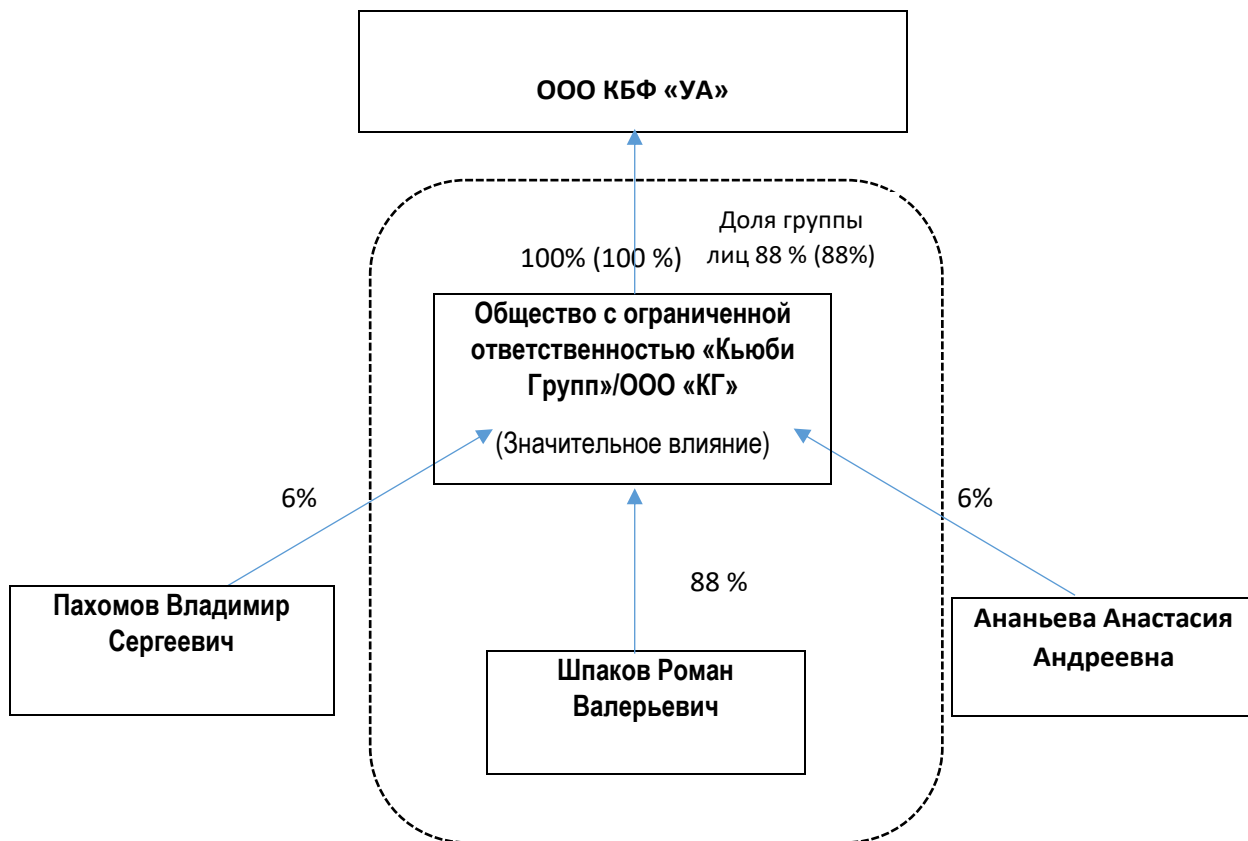 ООО КБФ «УА»
Доля группы
лиц 88 % (88%)
100% (100 %)
Общество с ограниченной
ответственностью «Кьюби
Групп»/ООО «КГ»
(Значительное влияние)
6%
6%
88 %
Пахомов Владимир
Сергеевич
Шпаков Роман
Валерьевич
Ананьева Анастасия
Андреевна